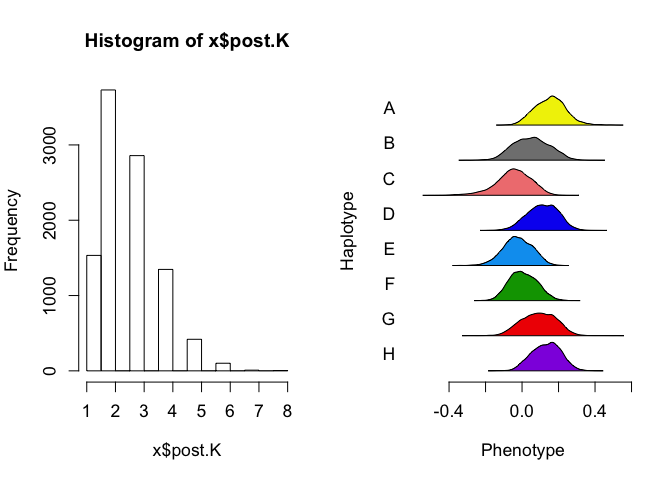 Histogram of x$post.K
Frequency
0
1000
2000
3000
1 2 3 4 5 6 7 8
x$post.K
Haplotype
A
B
C
D
E
F
G
H
-0.4 0.0 0.4
Phenotype